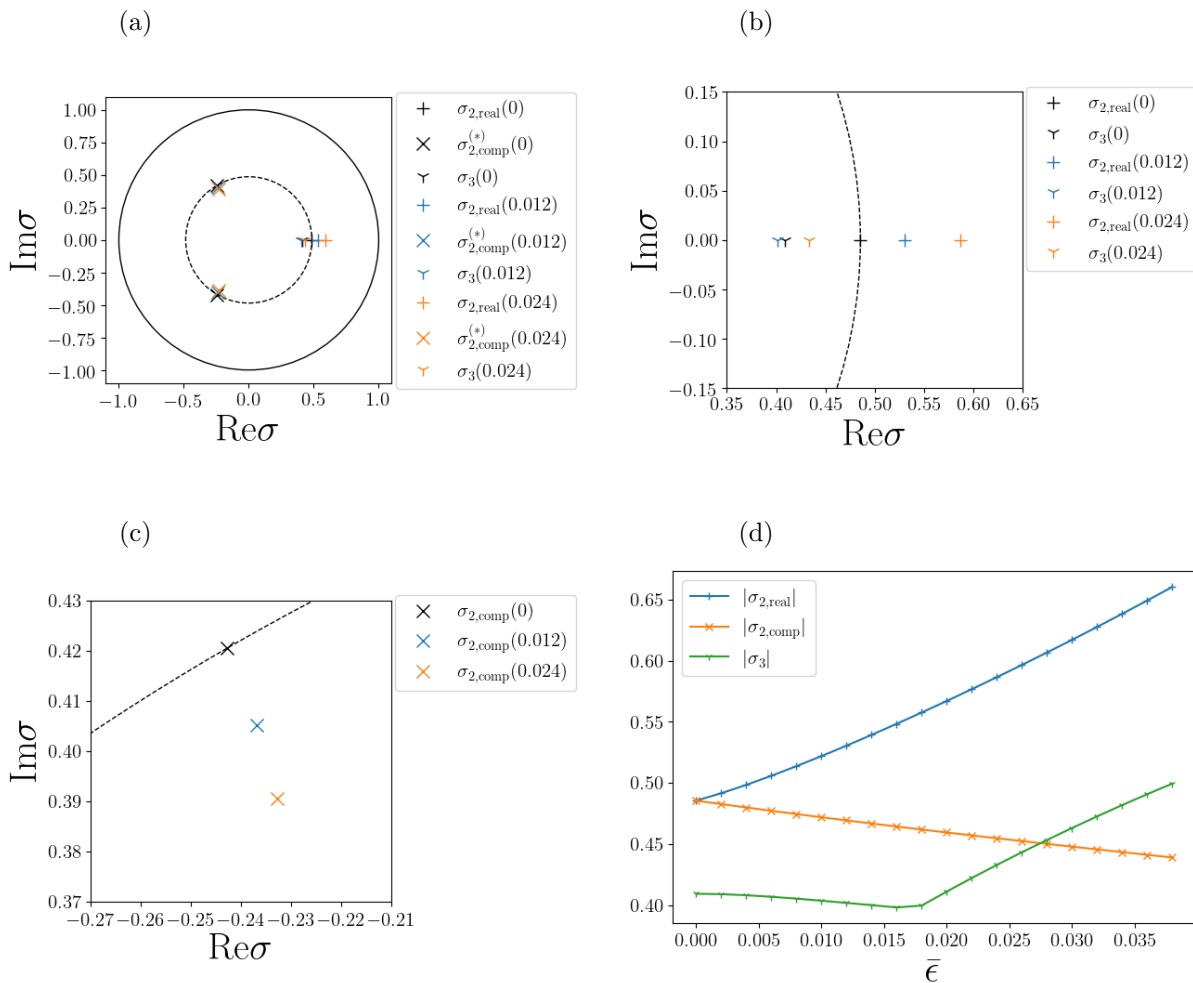 (a)
1.00
0.75
0.50
0.25
0.00
−0.25
−0.50
−0.75
−1.00
−1.0 −0.5 0.0 0.5 1.0
Imσ
Reσ
σ2,real(0)
σ2,comp(*)(0)
σ3(0)
σ2,real(0.012)
σ2,comp(*)(0.012)
σ3(0.012)
σ2,real(0.024)
σ2,comp(*)(0.024)
σ3(0.024)
(b)
0.15
0.10
0.05
0.00
−0.05
−0.10
−0.15
0.35 0.40 0.45 0.50 0.55 0.60 0.65
Imσ
Reσ
σ2,real(0)
σ3(0)
σ2,real(0.012)
σ3(0.012)
σ2,real(0.024)
σ3(0.024)
(c)
0.43
0.42
0.41
0.40
0.39
0.38
0.37
−0.27 −0.26 −0.25 −0.24 −0.23 −0.22 −0.21
Imσ
Reσ
σ2,comp(0)
σ2,comp(0.012)
σ2,comp(0.024)
(d)
|σ2,real|
|σ2,comp|
|σ3|
0.65
0.60
0.55
0.50
0.45
0.40
0.000 0.005 0.010 0.015 0.020 0.025 0.030 0.035
ϵ̄